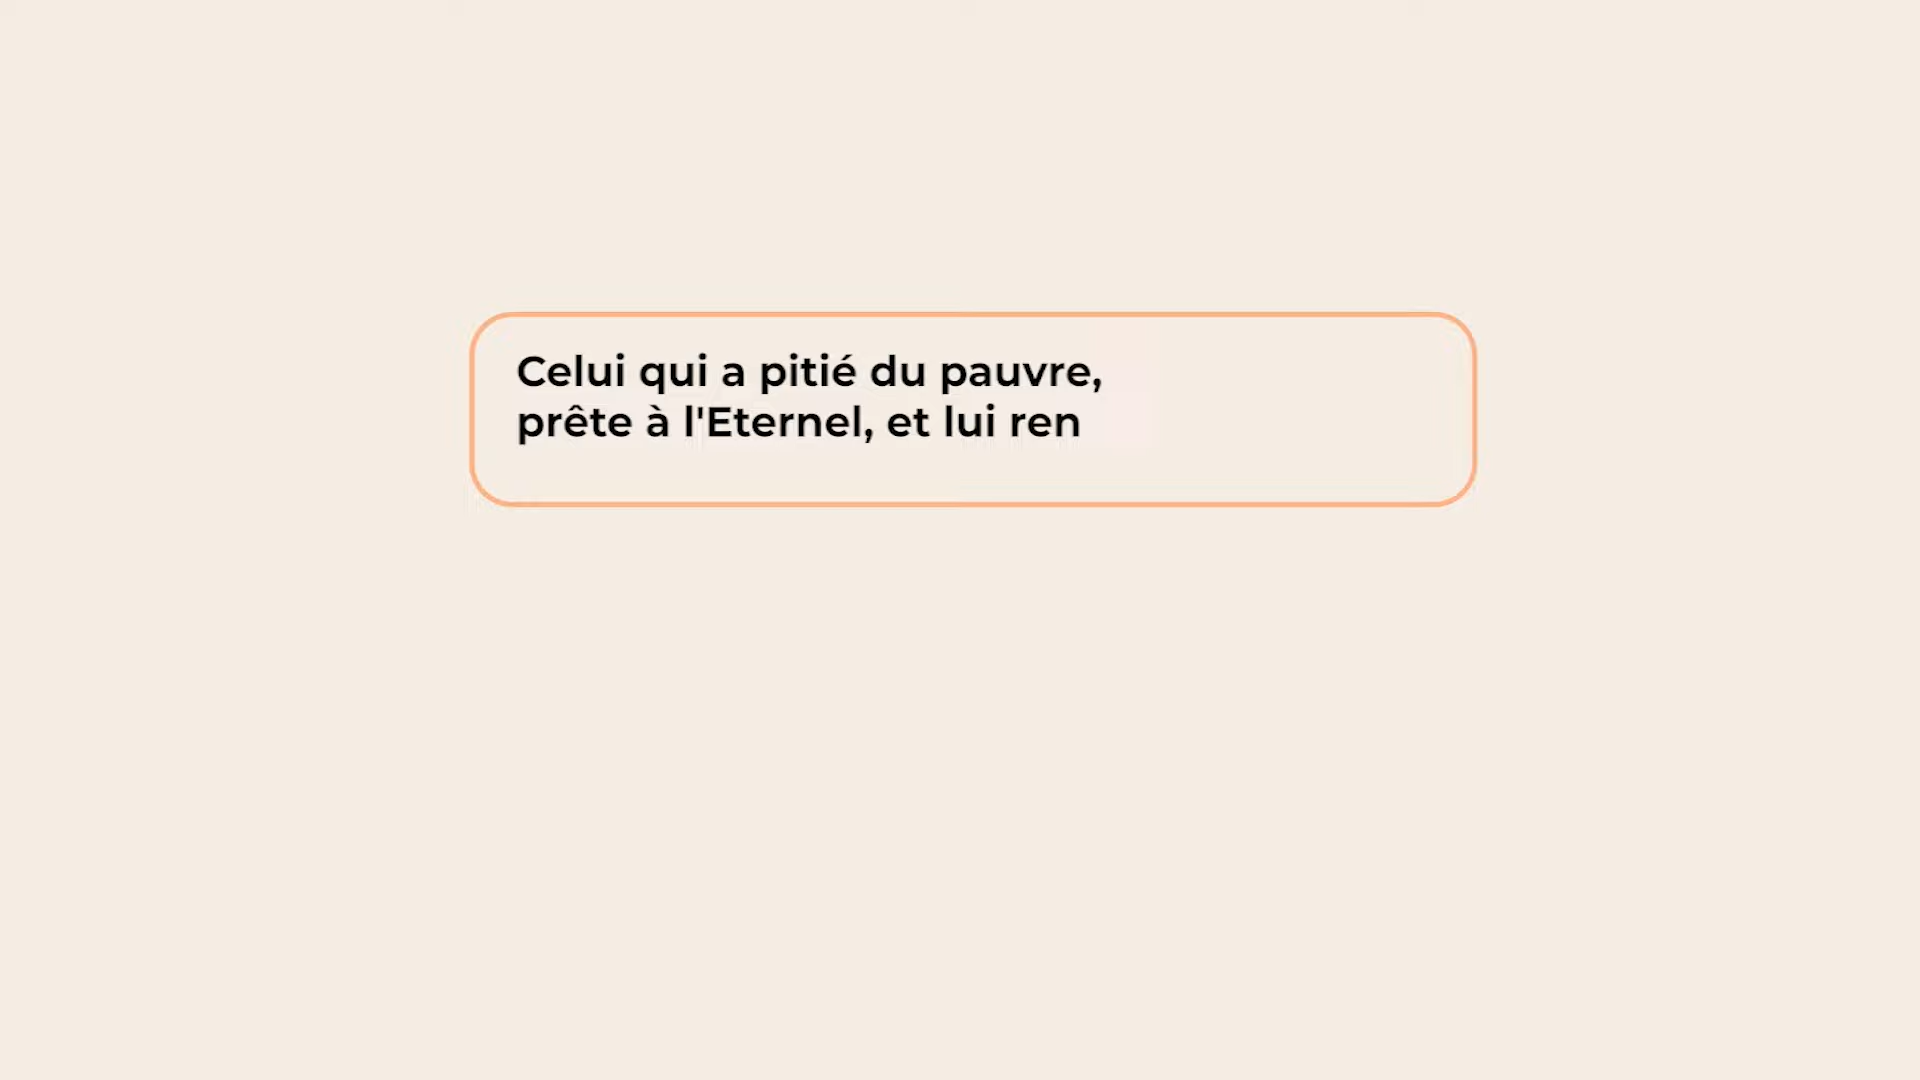 Celui qui a pitié du pauvre,
prête à l'Eternel, et lui ren